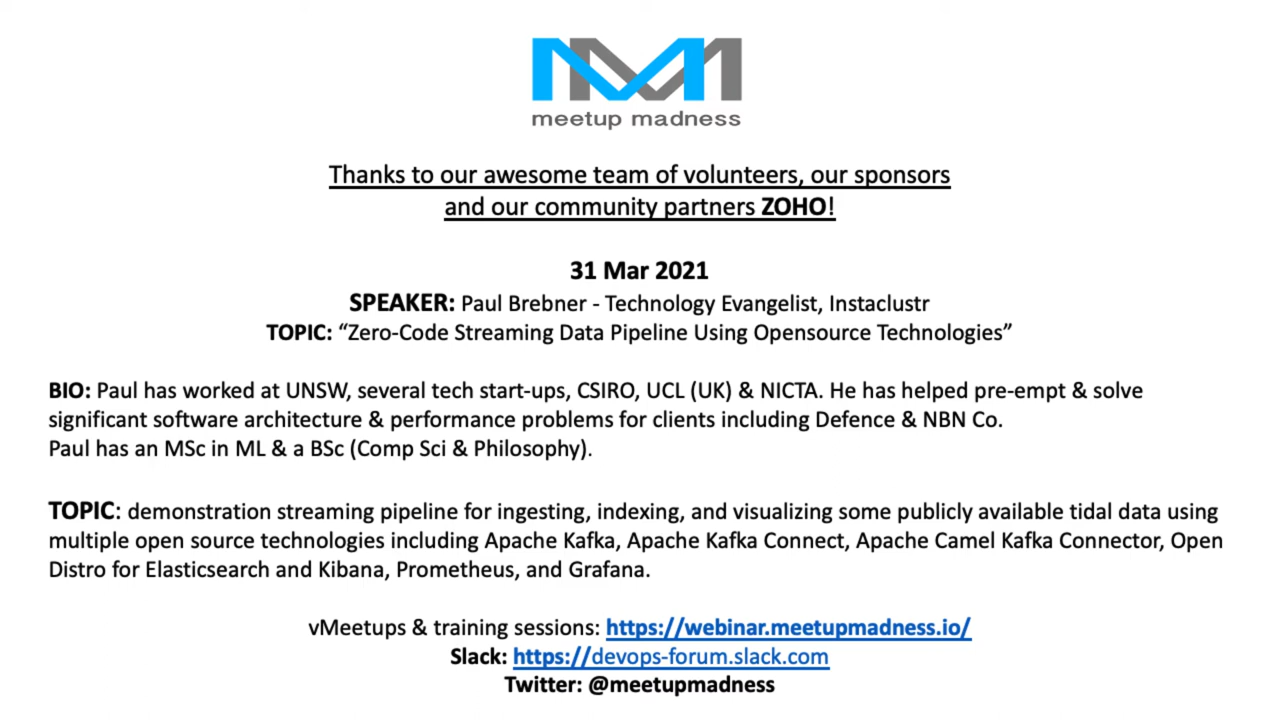 meetup madness
Thanks to our awesome team of volunteers, our sponsors
and our community partners ZOHO!
31 Mar 2021
SPEAKER: Paul Brebner - Technology Evangelist, Instaclustr
TOPIC: “Zero-Code Streaming Data Pipeline Using Opensource Technologies”
BIO: Paul has worked at UNSW, several tech start-ups, CSIRO, UCL (UK) & NICTA. He has helped pre-empt & solve
significant software architecture & performance problems for clients including Defence & NBN Co.
Paul has an MSc in ML & a BSc (Comp Sci & Philosophy).
TOPIC: demonstration streaming pipeline for ingesting, indexing, and visualizing some publicly available tidal data using
multiple open source technologies including Apache Kafka, Apache Kafka Connect, Apache Camel Kafka Connector, Open
Distro for Elasticsearch and Kibana, Prometheus, and Grafana.
vMeetups & training sessions: https://webinar.meetupmadness.io/
Slack: https://devops-forum.slack.com
Twitter: @meetupmadness